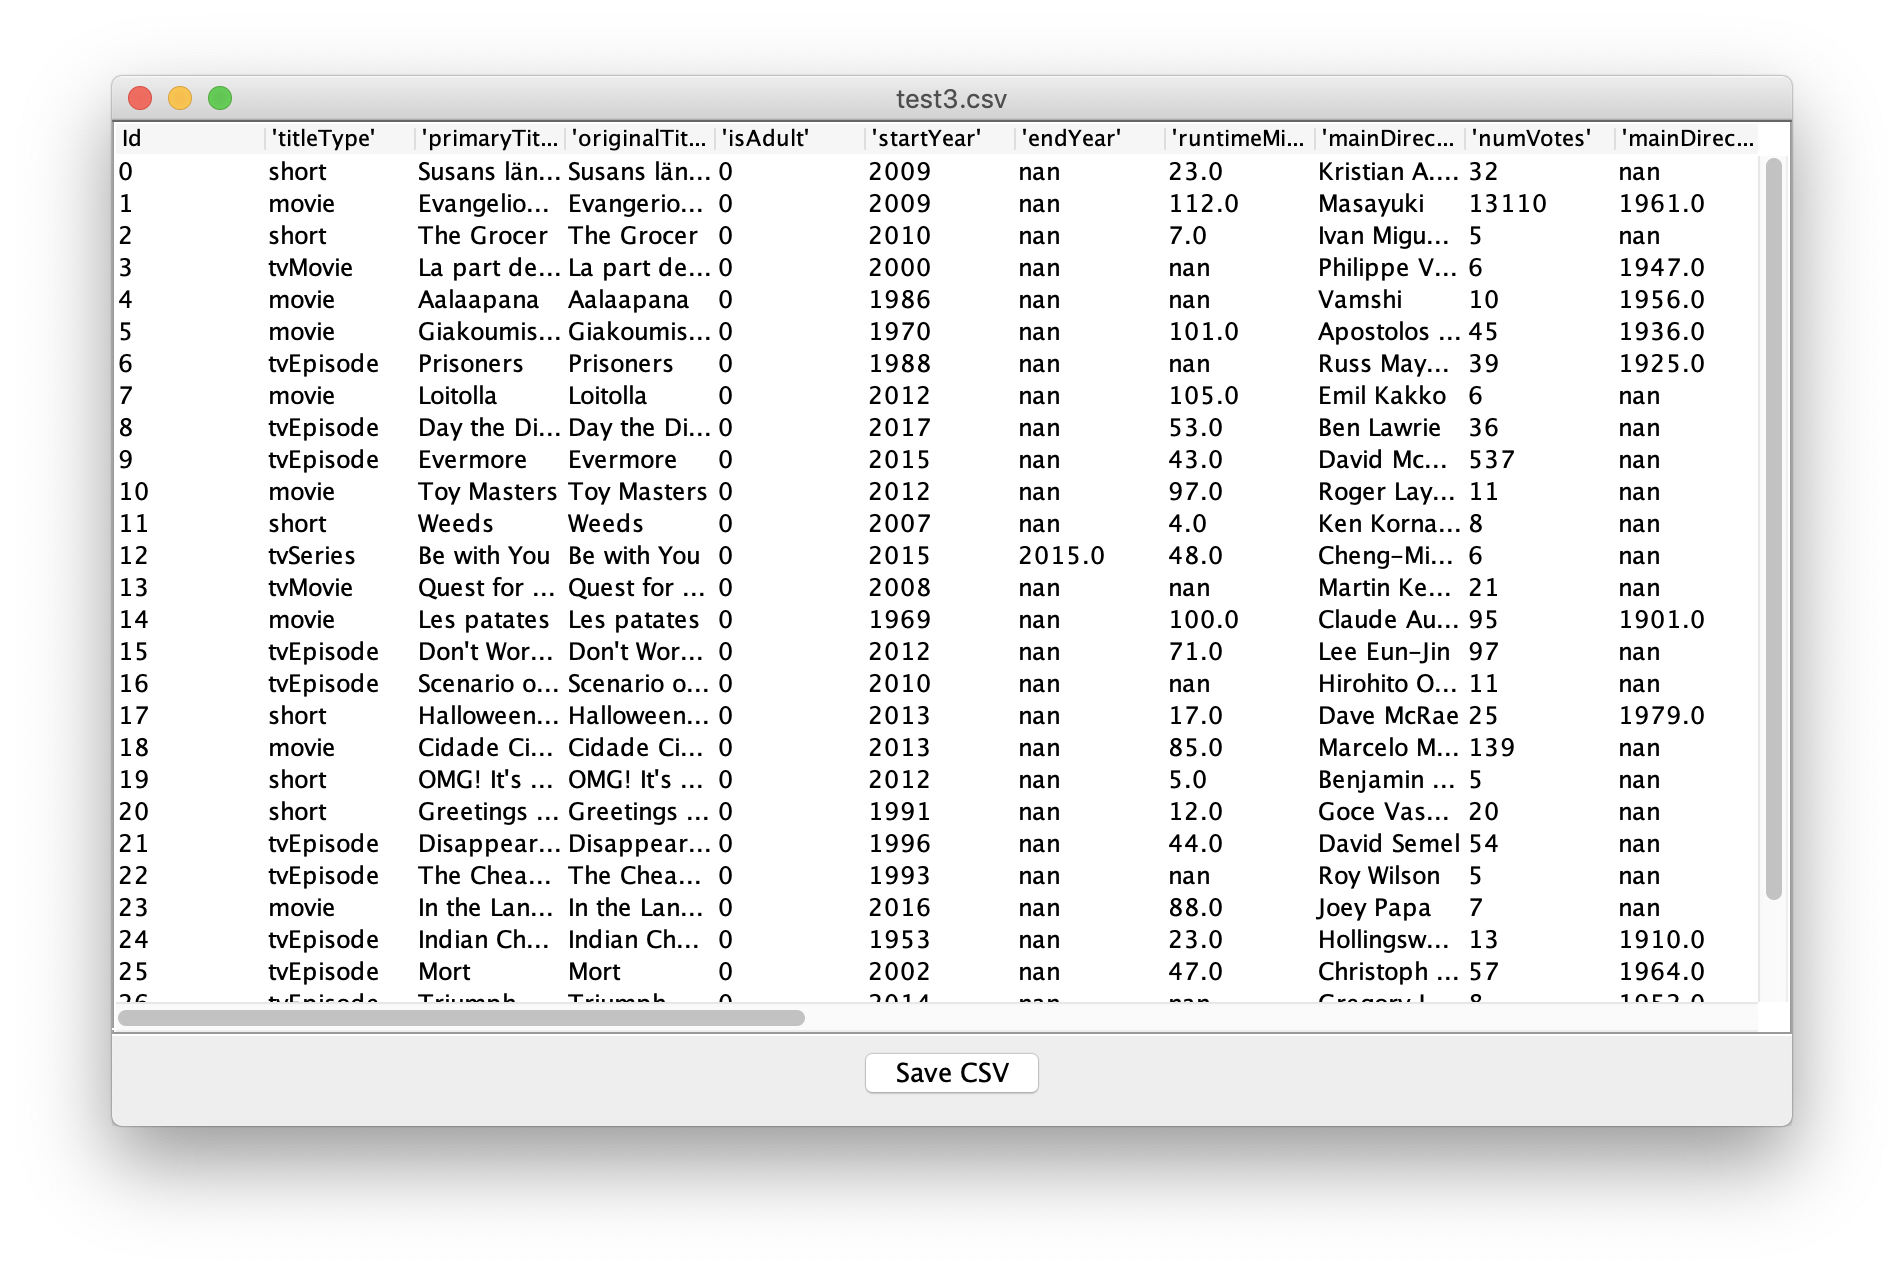 test3.csv
Id 'titleType' 'primaryTit... 'originalTit... 'isAdult' 'startYear' 'endYear' 'runtimeMi... 'mainDirec... 'numVotes' 'mainDirec...
0 short Susans län... Susans län... 0 2009 nan 23.0 Kristian A.... 32 nan
1 movie Evangelio... Evangerio... 0 2009 nan 112.0 Masayuki 13110 1961.0
2 short The Grocer The Grocer 0 2010 nan 7.0 Ivan Migu... 5 nan
3 tvMovie La part de... La part de... 0 2000 nan nan Philippe V... 6 1947.0
4 movie Aalaapana Aalaapana 0 1986 nan nan Vamshi 10 1956.0
5 movie Giakoumis... Giakoumis... 0 1970 nan 101.0 Apostolos ... 45 1936.0
6 tvEpisode Prisoners Prisoners 0 1988 nan nan Russ May... 39 1925.0
7 movie Loitolla Loitolla 0 2012 nan 105.0 Emil Kakko 6 nan
8 tvEpisode Day the Di... Day the Di... 0 2017 nan 53.0 Ben Lawrie 36 nan
9 tvEpisode Evermore Evermore 0 2015 nan 43.0 David Mc... 537 nan
10 movie Toy Masters Toy Masters 0 2012 nan 97.0 Roger Lay... 11 nan
11 short Weeds Weeds 0 2007 nan 4.0 Ken Korna... 8 nan
12 tvSeries Be with You Be with You 0 2015 2015.0 48.0 Cheng-Mi... 6 nan
13 tvMovie Quest for ... Quest for ... 0 2008 nan nan Martin Ke... 21 nan
14 movie Les patates Les patates 0 1969 nan 100.0 Claude Au... 95 1901.0
15 tvEpisode Don't Wor... Don't Wor... 0 2012 nan 71.0 Lee Eun-Jin 97 nan
16 tvEpisode Scenario o... Scenario o... 0 2010 nan nan Hirohito O... 11 nan
17 short Halloween... Halloween... 0 2013 nan 17.0 Dave McRae 25 1979.0
18 movie Cidade Ci... Cidade Ci... 0 2013 nan 85.0 Marcelo M... 139 nan
19 short OMG! It's ... OMG! It's ... 0 2012 nan 5.0 Benjamin ... 5 nan
20 short Greetings ... Greetings ... 0 1991 nan 12.0 Goce Vas... 20 nan
21 tvEpisode Disappear... Disappear... 0 1996 nan 44.0 David Semel 54 nan
22 tvEpisode The Chea... The Chea... 0 1993 nan nan Roy Wilson 5 nan
23 movie In the Lan... In the Lan... 0 2016 nan 88.0 Joey Papa 7 nan
24 tvEpisode Indian Ch... Indian Ch... 0 1953 nan 23.0 Hollingsw... 13 1910.0
25 tvEpisode Mort Mort 0 2002 nan 47.0 Christoph ... 57 1964.0
26 tvEpisode Triumph Triumph 0 2014 nan nan
Save CSV